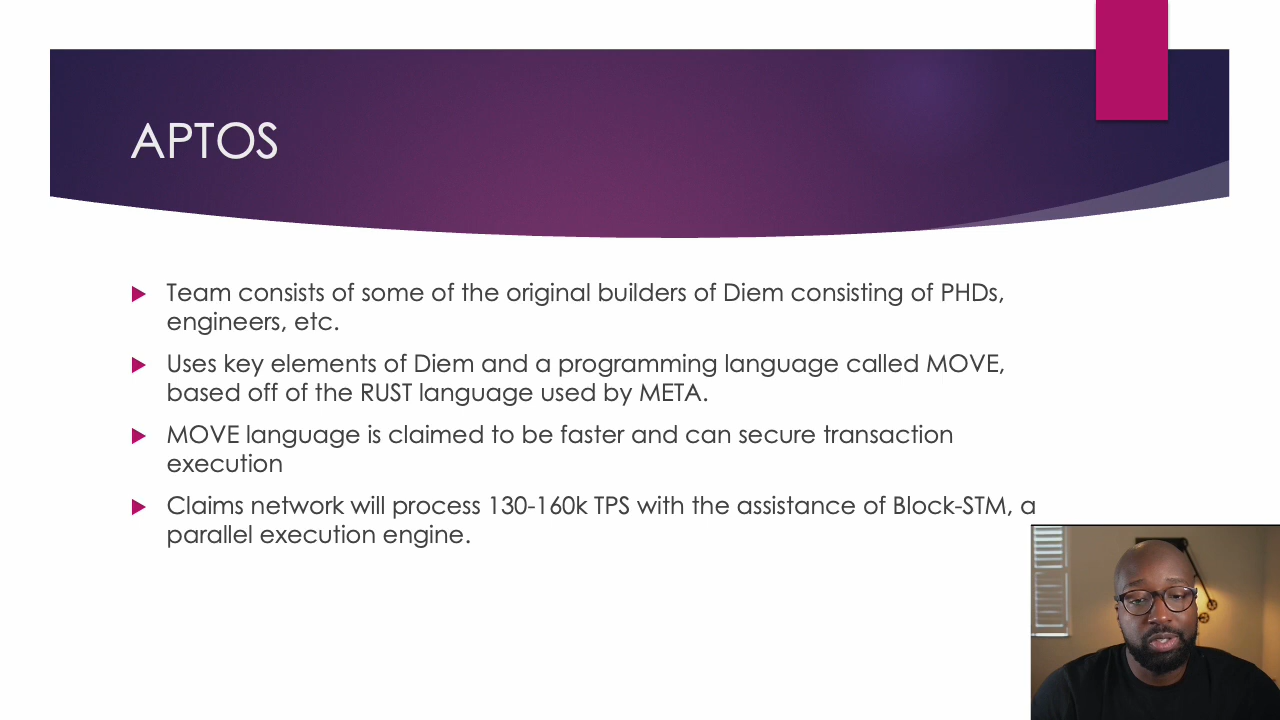 APTOS
Team consists of some of the original builders of Diem consisting of PHDs,
engineers, etc.
Uses key elements of Diem and a programming language called MOVE,
based off of the RUST language used by META.
MOVE language is claimed to be faster and can secure transaction
execution
Claims network will process 130-160k TPS with the assistance of Block-STM, a
parallel execution engine.